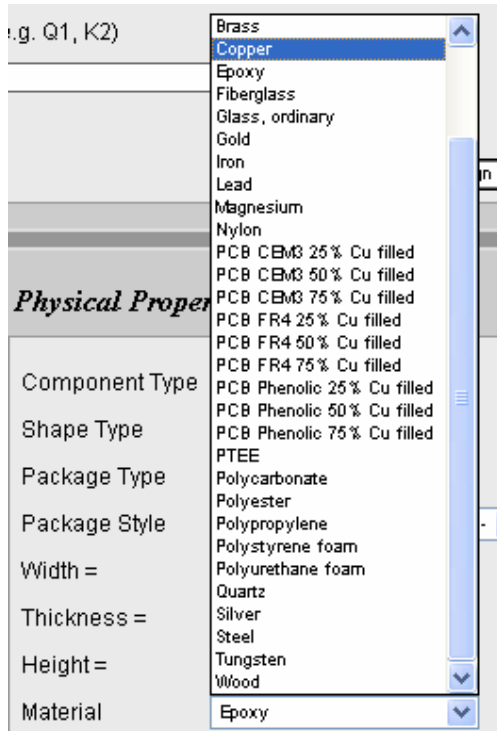 e.g. Q1, K2)
Brass
Copper
Epoxy
Fiberglass
Glass, ordinary
Gold
Iron
Lead
Magnesium
Nylon
PCB CEM3 25% Cu filled
PCB CEM3 50% Cu filled
PCB CEM3 75% Cu filled
PCB FR4 25% Cu filled
PCB FR4 50% Cu filled
PCB FR4 75% Cu filled
PCB Phenolic 25% Cu filled
PCB Phenolic 50% Cu filled
PCB Phenolic 75% Cu filled
PTEE
Polycarbonate
Polyester
Polypropylene
Polystyrene foam
Polyurethane foam
Quartz
Silver
Steel
Tungsten
Wood
Physical Proper
Component Type
Shape Type
Package Type
Package Style
Width =
Thickness =
Height =
Material
Epoxy